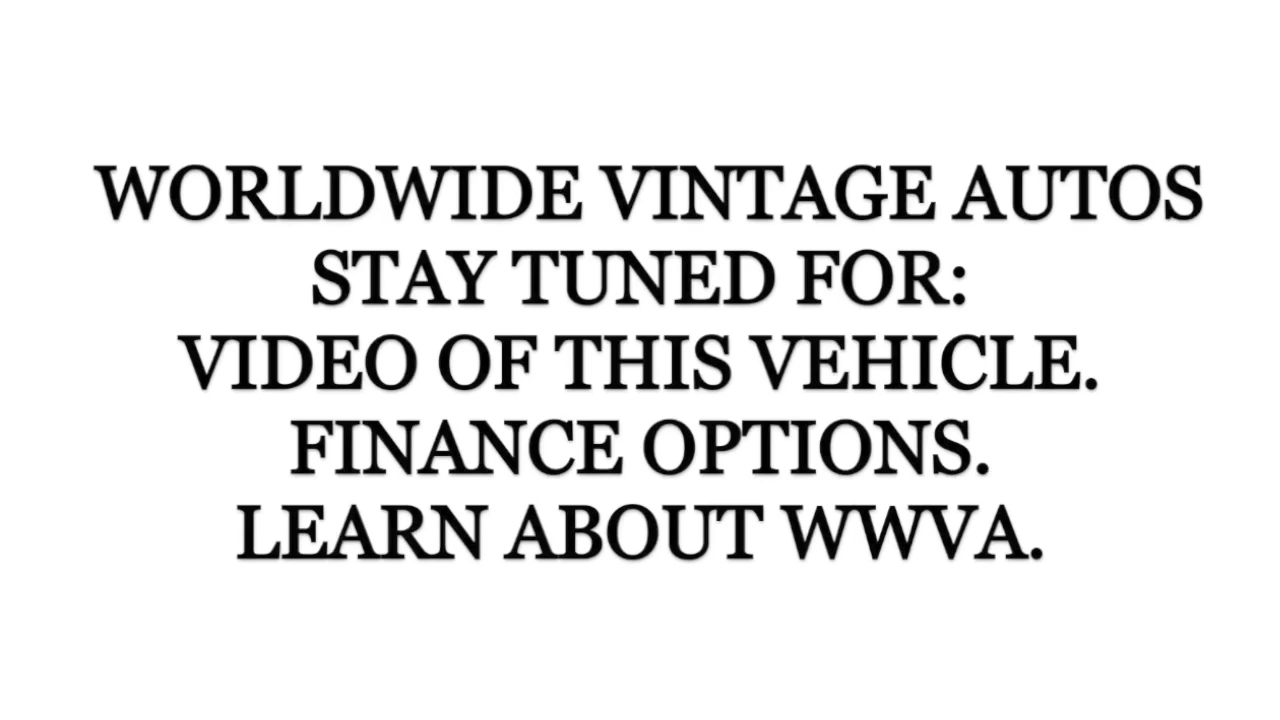 WORLDWIDE VINTAGE AUTOS
STAY TUNED FOR:
VIDEO OF THIS VEHICLE.
FINANCE OPTIONS.
LEARN ABOUT WWVA.